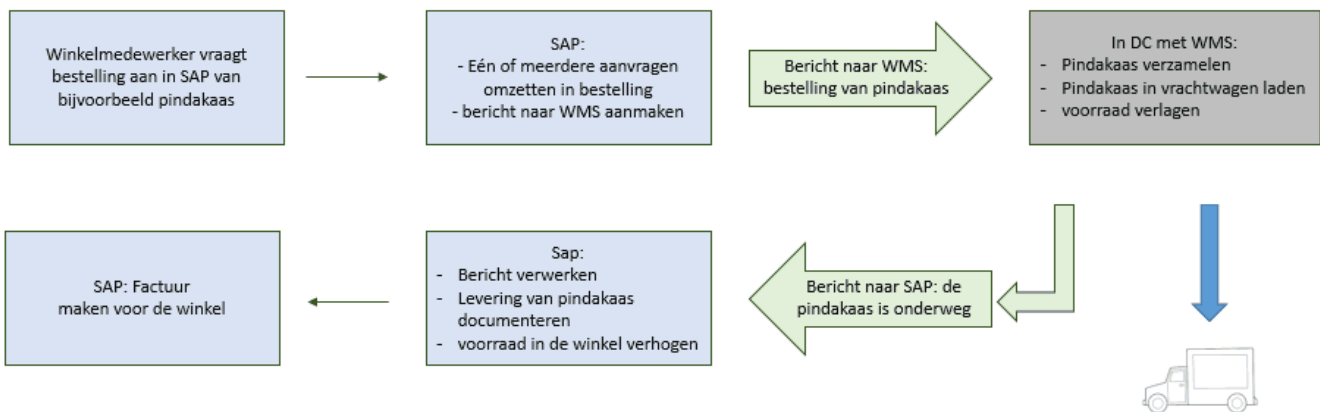 Winkelmedewerker vraagt
bestelling aan in SAP van
bijvoorbeeld pindakaas
SAP:
- Eén of meerdere aanvragen
omzetten in bestelling
- bericht naar WMS aanmaken
Bericht naar WMS:
bestelling van pindakaas
In DC met WMS:
- Pindakaas verzamelen
- Pindakaas in vrachtwagen laden
- voorraad verlagen
SAP: Factuur
maken voor de winkel
Sap:
- Bericht verwerken
- Levering van pindakaas
documenteren
- voorraad in de winkel verhogen
Bericht naar SAP: de
pindakaas is onderweg